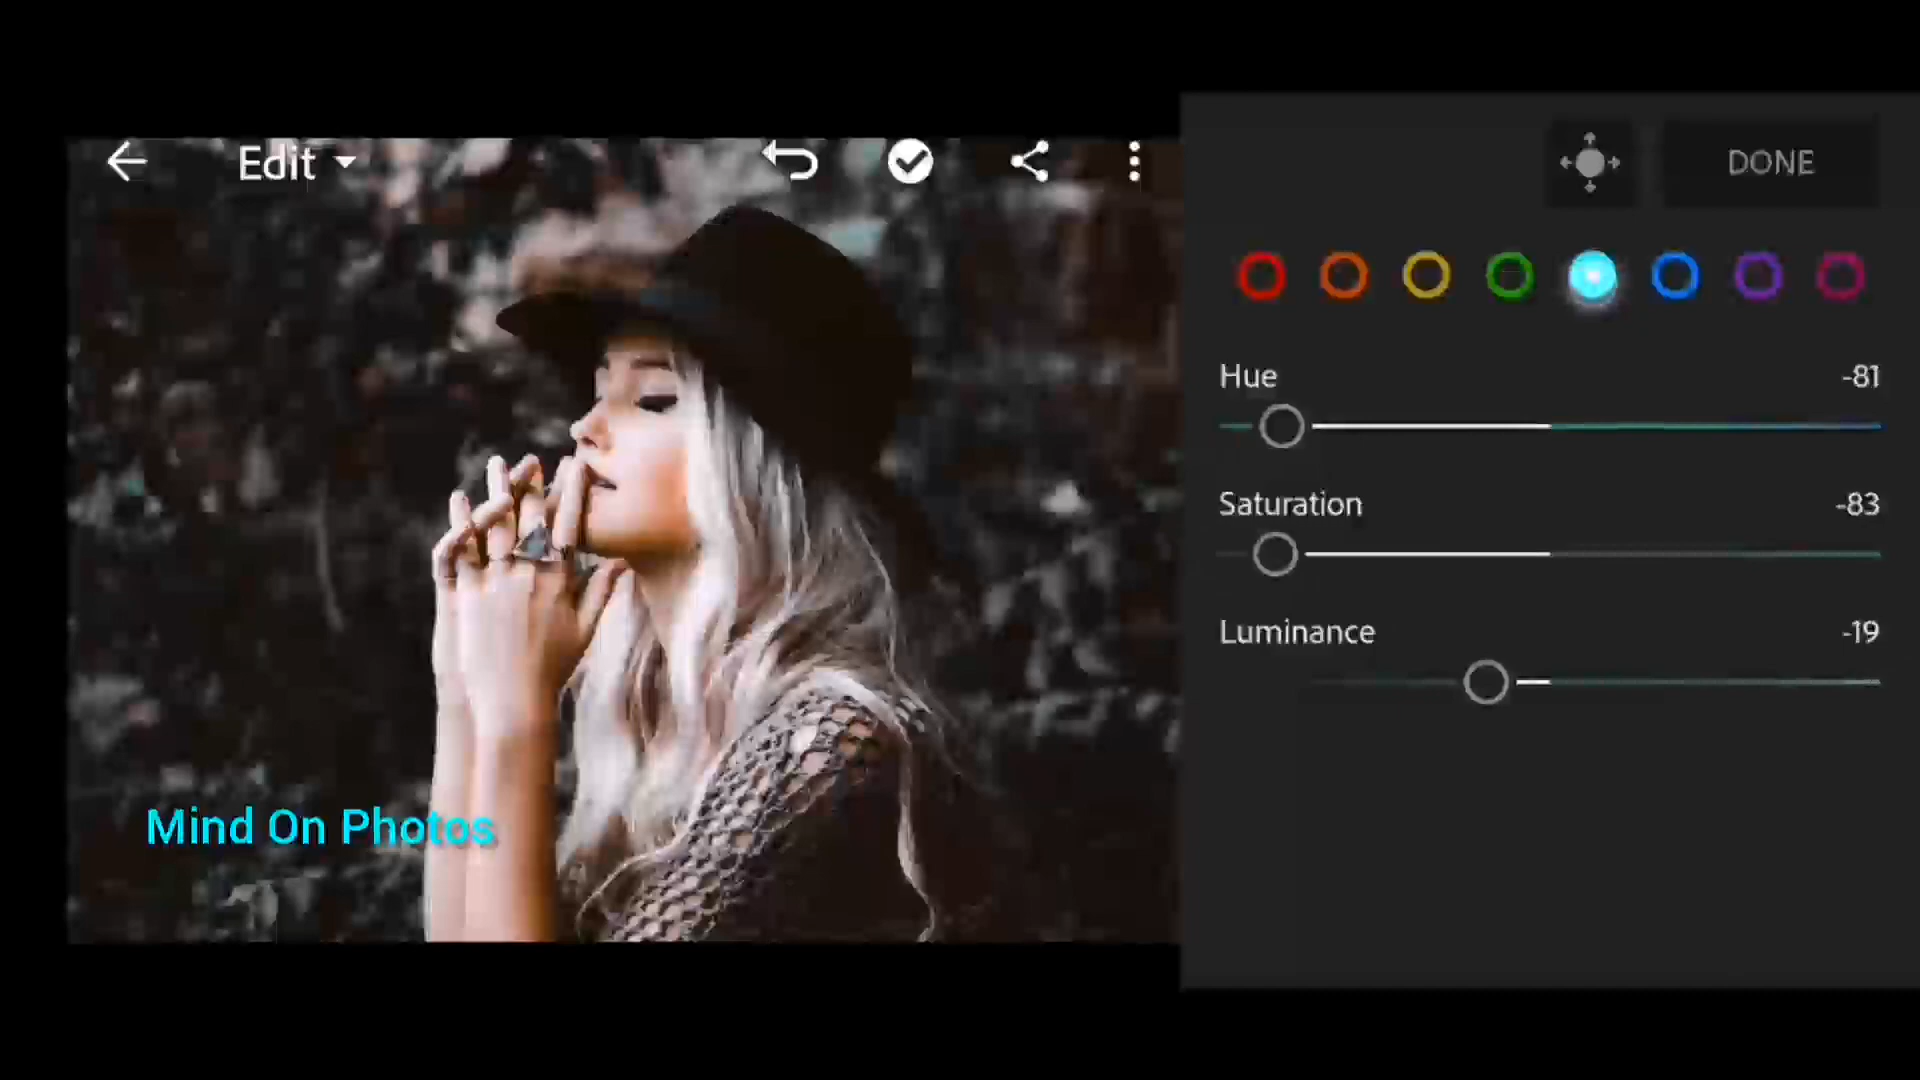 Edit
DONE
Hue -81
Saturation -83
Luminance -19
Mind On Photos